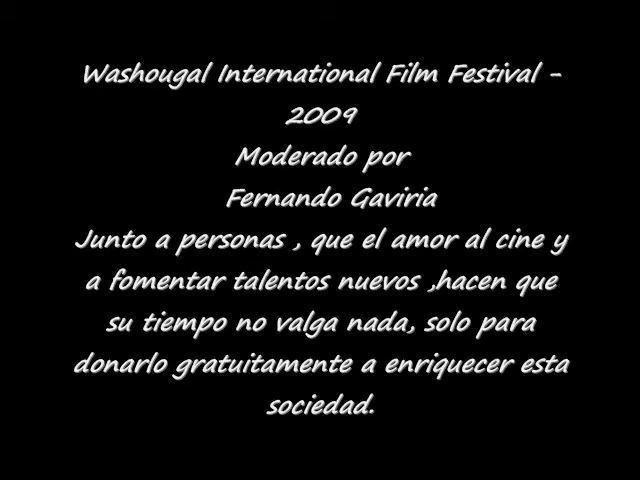 Washougal International Film Festival -
2009
Moderado por
Fernando Gaviria
Junto a personas , que el amor al cine y
a fomentar talentos nuevos ,hacen que
su tiempo no valga nada, solo para
donarlo gratuitamente a enriquecer esta
sociedad.